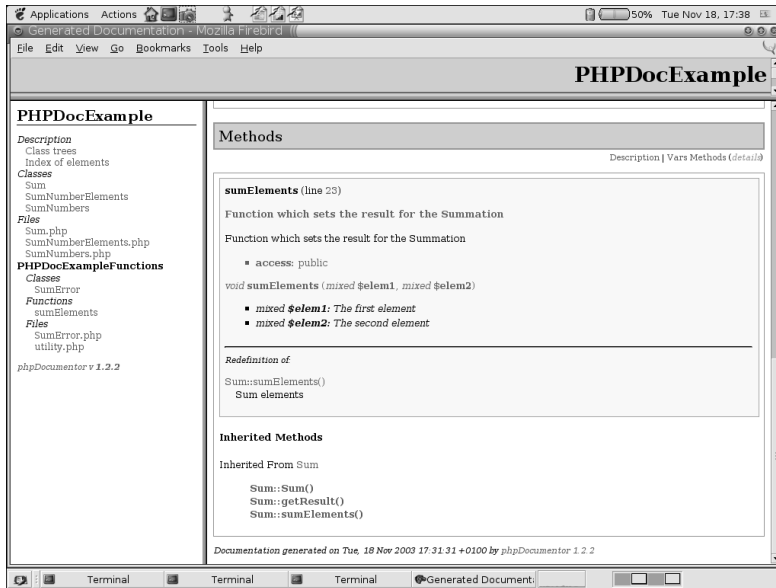 Applications Actions 50% Tue Nov 18, 17:38
Generated Documentation - Mozilla Firebird
File Edit View Go Bookmarks Tools Help
PHPDocExample
PHPDocExample
Description
Class trees
Index of elements
Classes
Sum
SumNumberElements
SumNumbers
Files
Sum.php
SumNumberElements.php
SumNumbers.php
PHPDocExampleFunctions
Classes
SumError
Functions
sumElements
Files
SumError.php
utility.php
phpDocumentor v 1.2.2
Methods
Description | Vars Methods (details)
sumElements (line 23)
Function which sets the result for the Summation
Function which sets the result for the Summation
access: public
void sumElements (mixed $elem1, mixed $elem2)
mixed $elem1: The first element
mixed $elem2: The second element
Redefinition of:
Sum::sumElements()
Sum elements
Inherited Methods
Inherited From Sum
Sum::Sum()
Sum::getResult()
Sum::sumElements()
Documentation generated on Tue, 18 Nov 2003 17:31:31 +0100 by phpDocumentor 1.2.2
Terminal Terminal Terminal Generated Document: